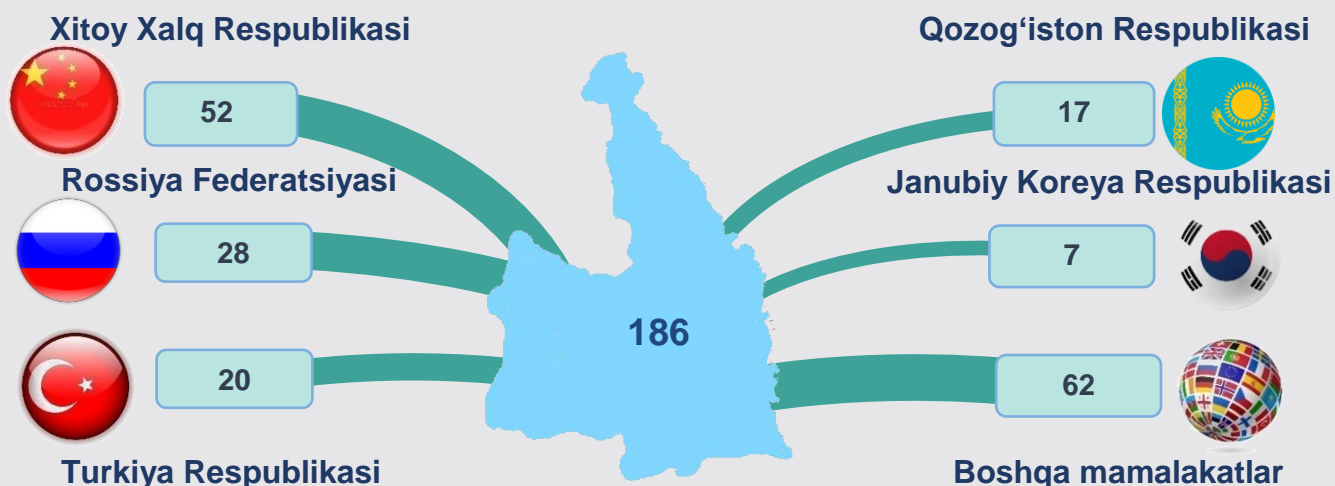 Xitoy Xalq Respublikasi
52
Rossiya Federatsiyasi
28
20
Turkiya Respublikasi
186
Qozog‘iston Respublikasi
17
Janubiy Koreya Respublikasi
7
62
Boshqa mamalakatlar